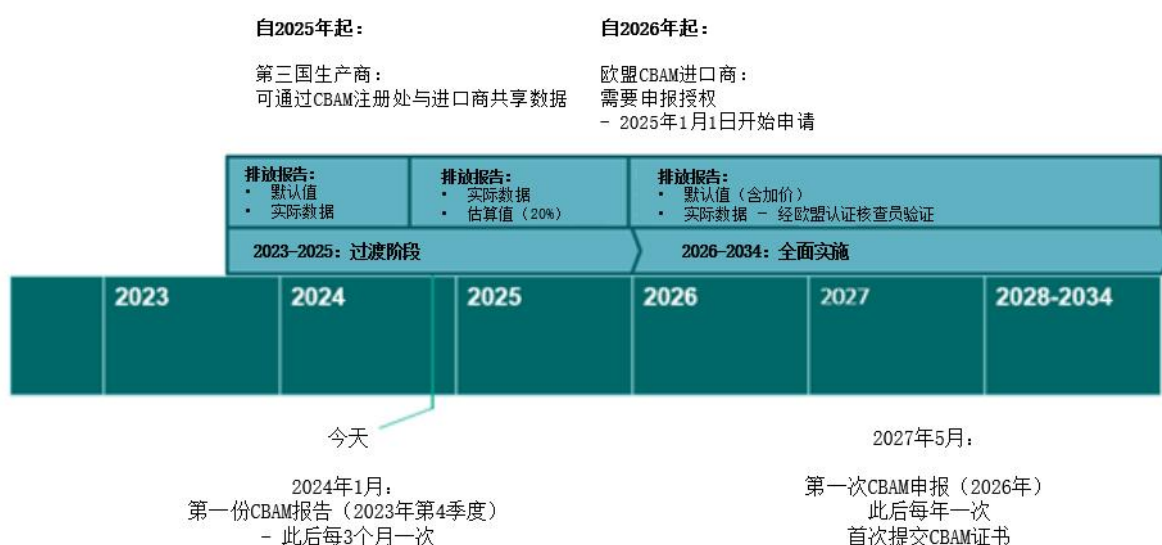 自2025年起：
第三国生产商：
可通过CBAM注册处与进口商共享数据
自2026年起：
欧盟CBAM进口商：
需要申报授权
- 2025年1月1日开始申请
排放报告：
• 默认值
• 实际数据
排放报告：
• 实际数据
• 估算值（20%）
排放报告：
• 默认值（含加价）
• 实际数据 - 经欧盟认证核查员验证
2023-2025：过渡阶段
2026-2034：全面实施
2023
2024
2025
2026
2027
2028-2034
今天
2024年1月：
第一份CBAM报告（2023年第4季度）
- 此后每3个月一次
2027年5月：
第一次CBAM申报（2026年）
此后每年一次
首次提交CBAM证书